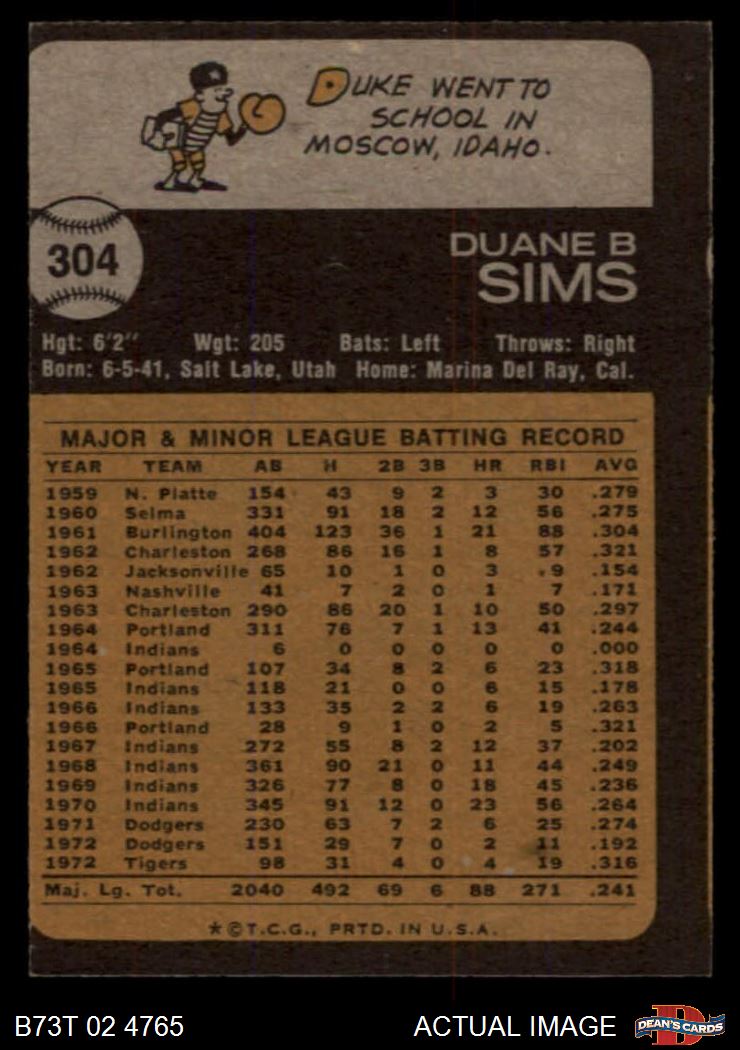 DUKE WENT TO
SCHOOL IN
MOSCOW, IDAHO.
304
DUANE B
SIMS
Hgt: 6'2" Wgt: 205 Bats: Left Throws: Right
Born: 6-5-41, Salt Lake, Utah Home: Marina Del Ray, Cal.
MAJOR & MINOR LEAGUE BATTING RECORD
YEAR TEAM AB H 2B 3B HR RBI AVG
1959 N. Platte 154 43 9 2 3 30 .279
1960 Selma 331 91 18 2 12 56 .275
1961 Burlington 404 123 36 1 21 88 .304
1962 Charleston 268 86 16 1 8 57 .321
1962 Jacksonville 65 10 1 0 3 9 .154
1963 Nashville 41 7 2 0 1 7 .171
1963 Charleston 290 86 20 1 10 50 .297
1964 Portland 311 76 7 1 13 41 .244
1964 Indians 6 0 0 0 0 0 .000
1965 Portland 107 34 8 2 6 23 .318
1965 Indians 118 21 0 0 6 15 .178
1966 Indians 133 35 2 2 6 19 .263
1966 Portland 28 9 1 0 2 5 .321
1967 Indians 272 55 8 2 12 37 .202
1968 Indians 361 90 21 0 11 44 .249
1969 Indians 326 77 8 0 18 45 .236
1970 Indians 345 91 12 0 23 56 .264
1971 Dodgers 230 63 7 2 6 25 .274
1972 Dodgers 151 29 7 0 2 11 .192
1972 Tigers 98 31 4 0 4 19 .316
Maj. Lg. Tot. 2040 492 69 6 88 271 .241
*©T.C.G., PRTD. IN U.S.A.
B73T 02 4765 ACTUAL IMAGE
D
DEAN'S CARDS